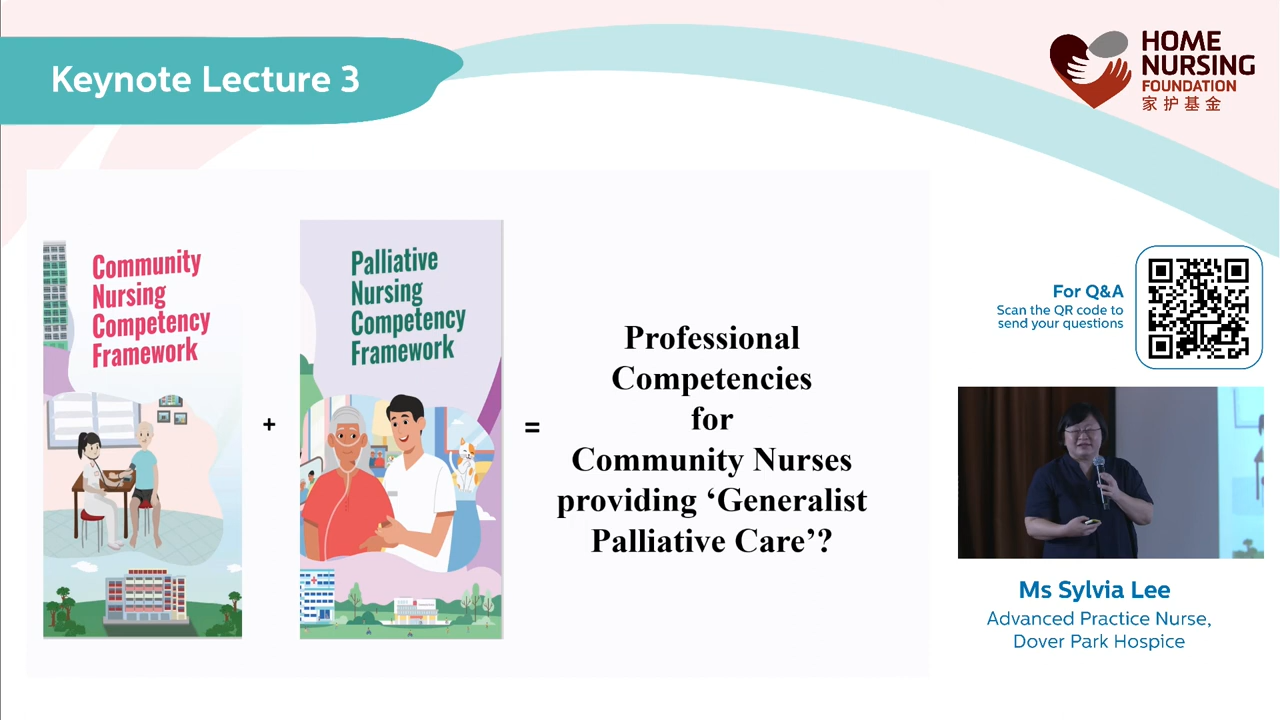 Keynote Lecture 3
HOME
NURSING
FOUNDATION
家护基金
Community
Nursing
Competency
Framework
+
Palliative
Nursing
Competency
Framework
=
Professional
Competencies
for
Community Nurses
providing ‘Generalist
Palliative Care’?
For Q&A
Scan the QR code to
send your questions
Ms Sylvia Lee
Advanced Practice Nurse,
Dover Park Hospice